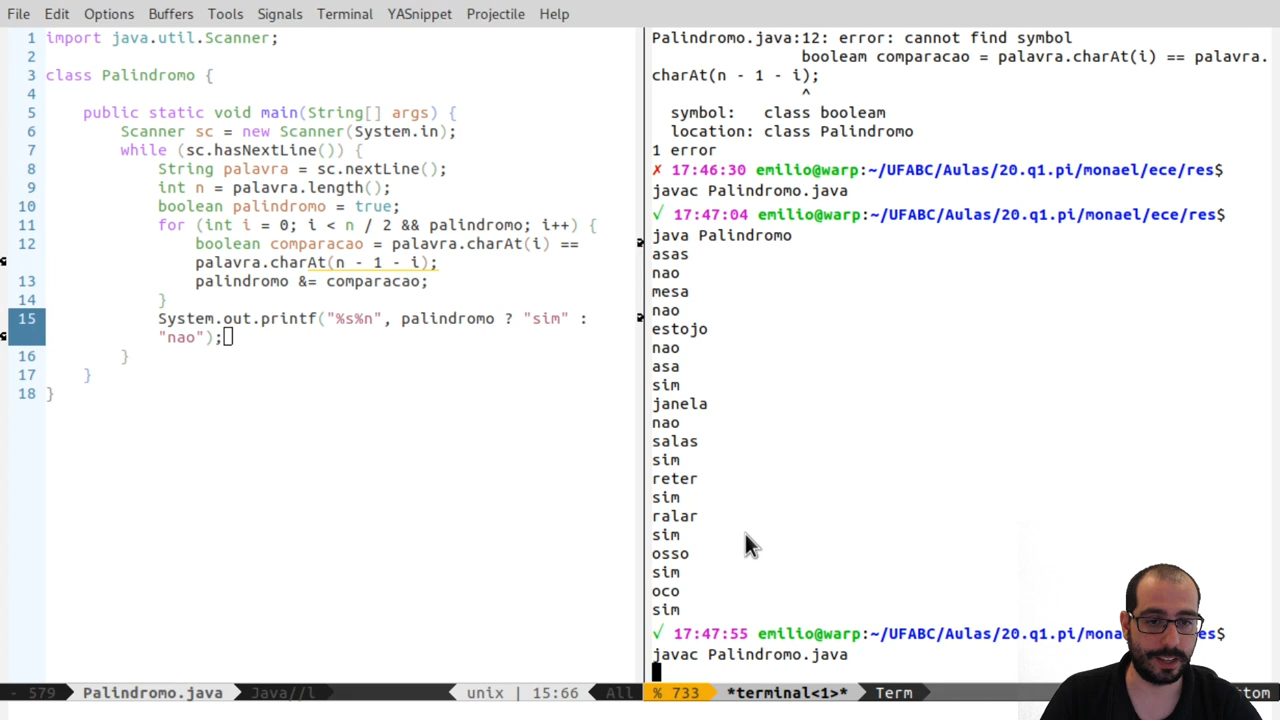 File Edit Options Buffers Tools Signals Terminal YASnippet Projectile Help
1 import java.util.Scanner;
2
3 class Palindromo {
4
5 public static void main(String[] args) {
6 Scanner sc = new Scanner(System.in);
7 while (sc.hasNextLine()) {
8 String palavra = sc.nextLine();
9 int n = palavra.length();
10 boolean palindromo = true;
11 for (int i = 0; i < n / 2 && palindromo; i++) {
12 boolean comparacao = palavra.charAt(i) ==
palavra.charAt(n - 1 - i);
13 palindromo &= comparacao;
14 }
15 System.out.printf("%s%n", palindromo ? "sim" :
"nao");
16 }
17 }
18 }
- 579 Palindromo.java Java//l unix | 15:66 All
Palindromo.java:12: error: cannot find symbol
booleam comparacao = palavra.charAt(i) == palavra.
charAt(n - 1 - i);
^
symbol: class booleam
location: class Palindromo
1 error
✗ 17:46:30 emilio@warp:~/UFABC/Aulas/20.q1.pi/monael/ece/res$
javac Palindromo.java
√ 17:47:04 emilio@warp:~/UFABC/Aulas/20.q1.pi/monael/ece/res$
java Palindromo
asas
nao
mesa
nao
estojo
nao
asa
sim
janela
nao
salas
sim
reter
sim
ralar
sim
osso
sim
oco
sim
√ 17:47:55 emilio@warp:~/UFABC/Aulas/20.q1.pi/mona es$
javac Palindromo.java
% 733 *terminal<1>* Term tom